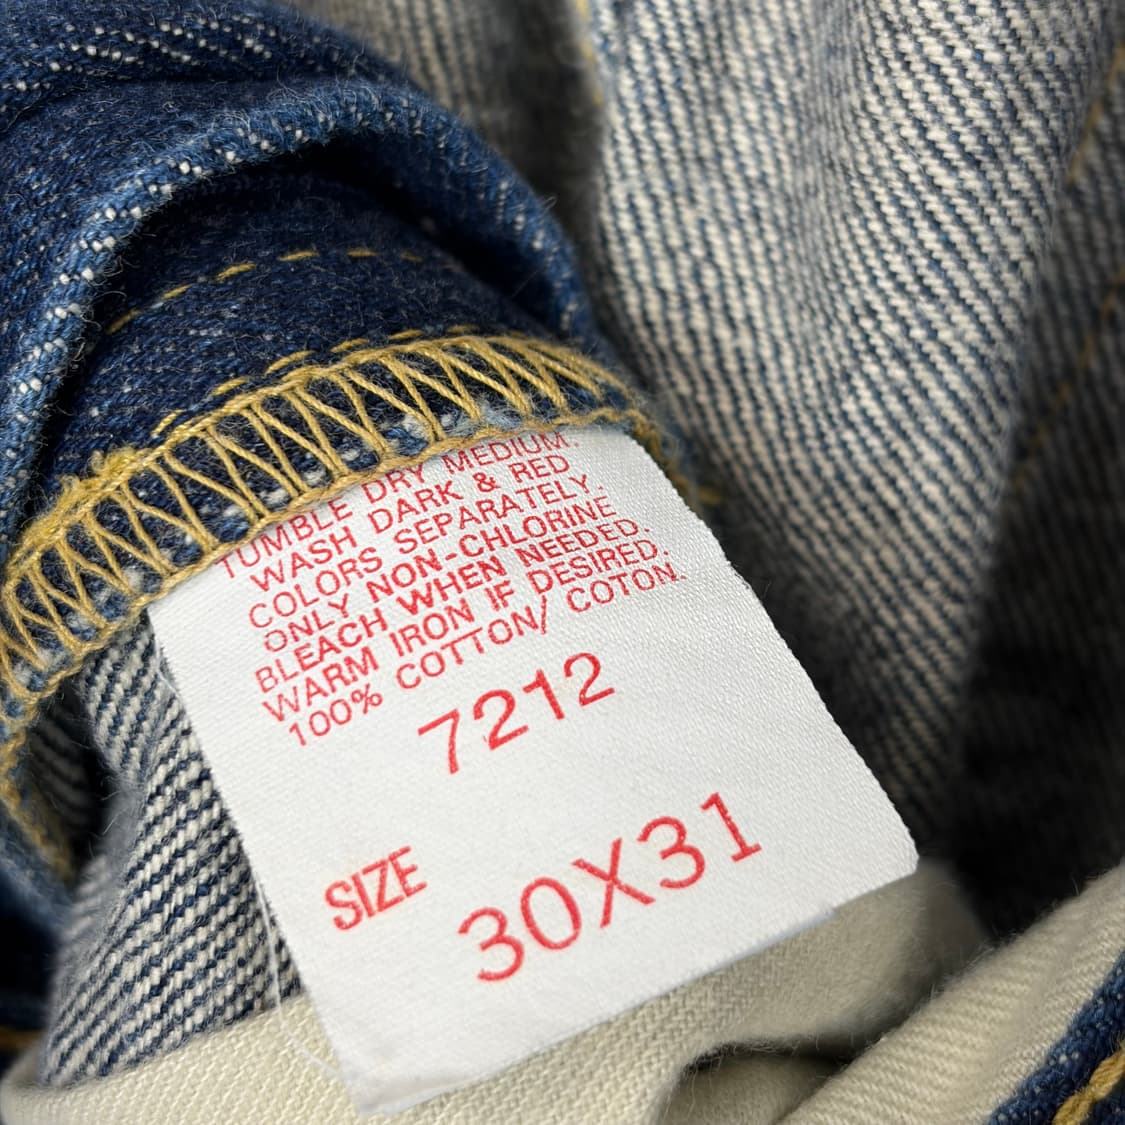 TUMBLE DRY MEDIUM.
WASH DARK & RED
COLORS SEPARATELY.
ONLY NON-CHLORINE
BLEACH WHEN NEEDED.
WARM IRON IF DESIRED.
100% COTTON/ COTON.
7212
SIZE 30X31